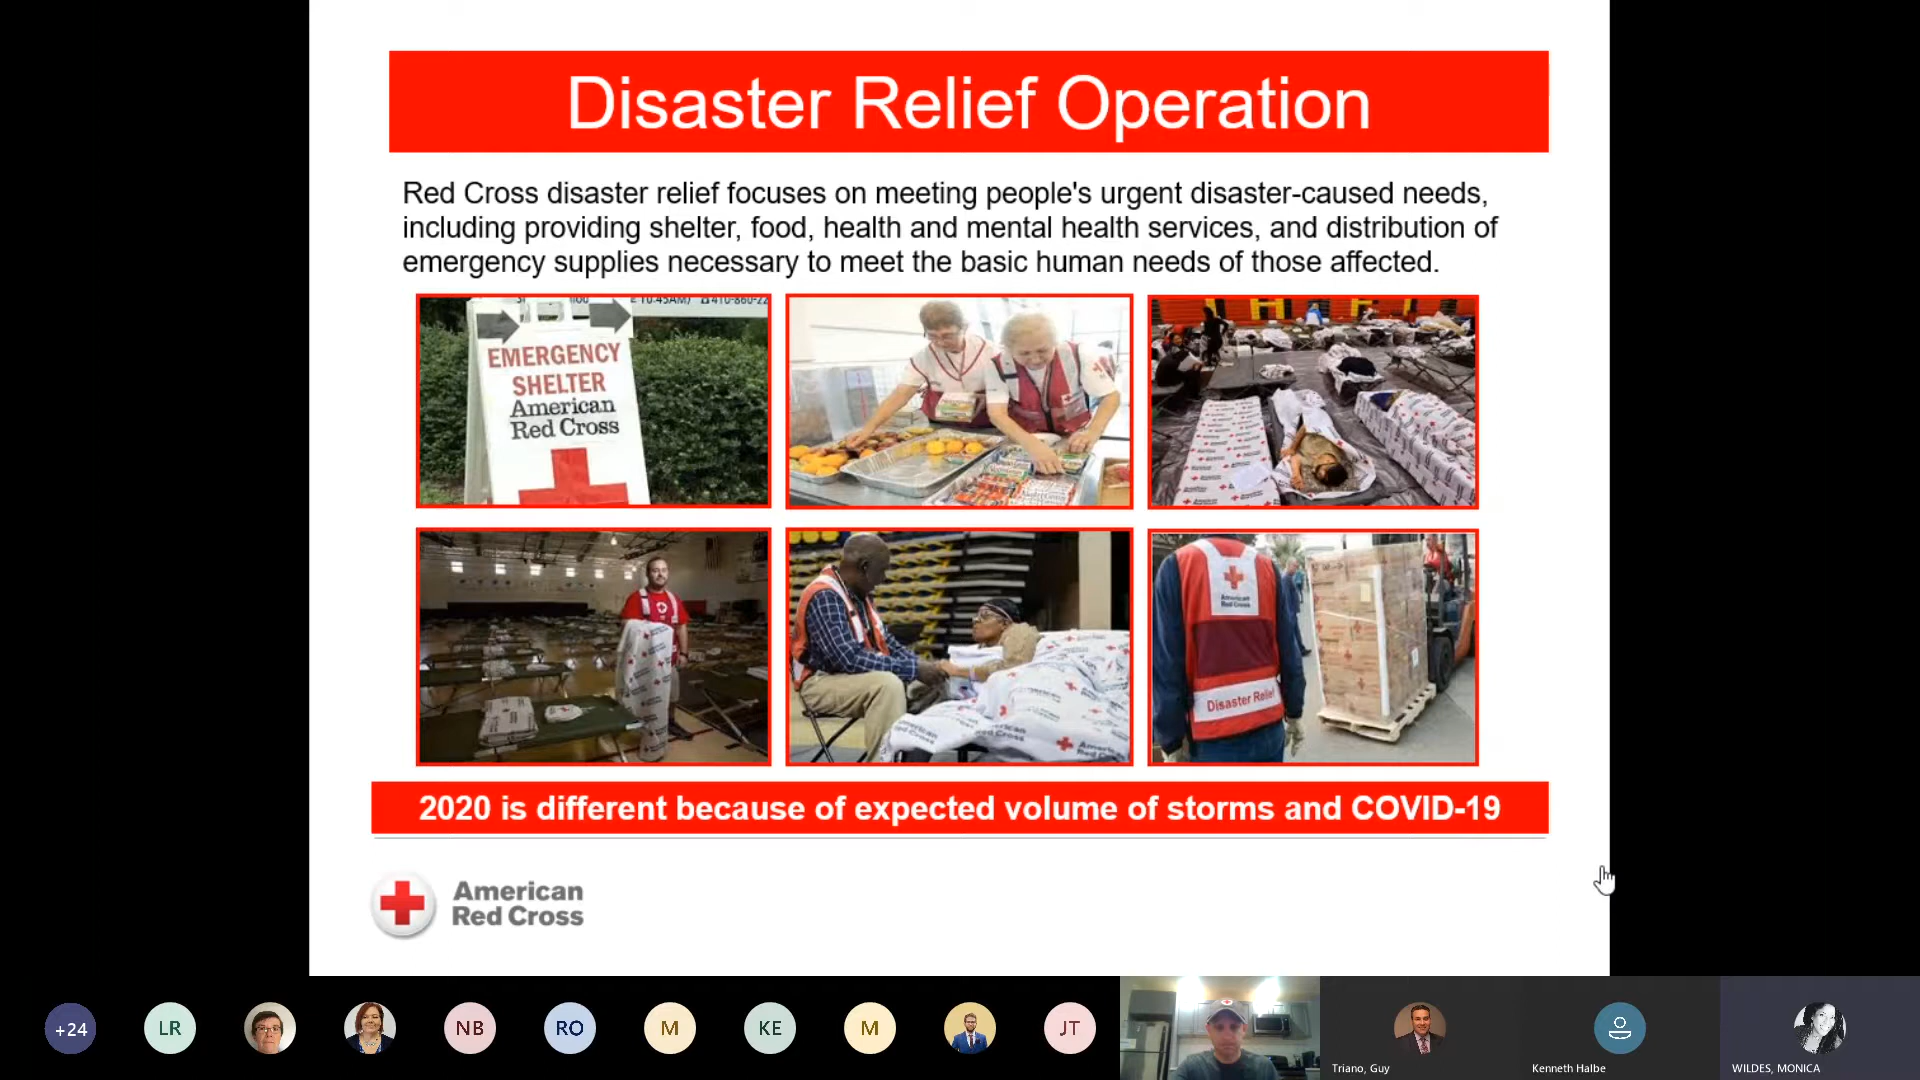 Disaster Relief Operation
Red Cross disaster relief focuses on meeting people's urgent disaster-caused needs,
including providing shelter, food, health and mental health services, and distribution of
emergency supplies necessary to meet the basic human needs of those affected.
EMERGENCY
SHELTER
American
Red Cross
American
Red Cross
Disaster Relief
2020 is different because of expected volume of storms and COVID-19
American
Red Cross
+24
LR
NB
RO
M
KE
M
JT
Triano, Guy
Kenneth Halbe
WILDES, MONICA